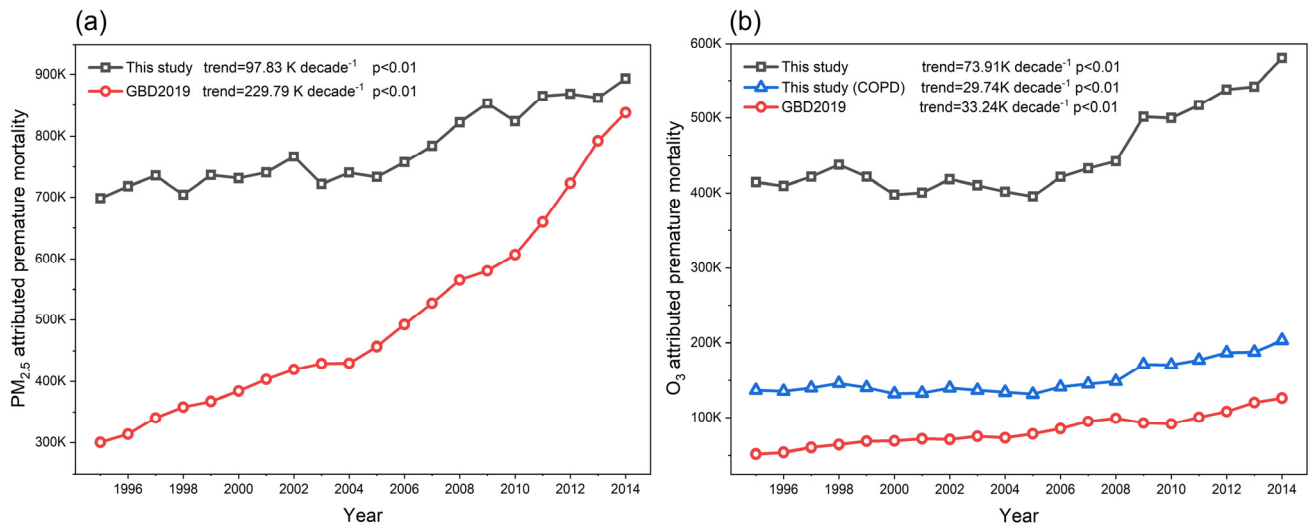 (a)
This study trend=97.83 K decade⁻¹ p<0.01
GBD2019 trend=229.79 K decade⁻¹ p<0.01
PM₂.₅ attributed premature mortality
900K
800K
700K
600K
500K
400K
300K
1996 1998 2000 2002 2004 2006 2008 2010 2012 2014
Year
(b)
This study trend=73.91K decade⁻¹ p<0.01
This study (COPD) trend=29.74K decade⁻¹ p<0.01
GBD2019 trend=33.24K decade⁻¹ p<0.01
O₃ attributed premature mortality
600K
500K
400K
300K
200K
100K
1996 1998 2000 2002 2004 2006 2008 2010 2012 2014
Year